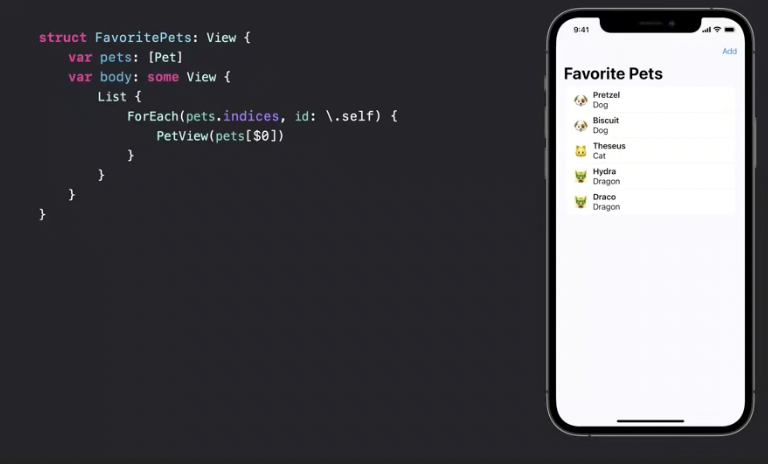 struct FavoritePets: View {
var pets: [Pet]
var body: some View {
List {
ForEach(pets.indices, id: \.self) {
PetView(pets[$0])
}
}
}
}
9:41
Add
Favorite Pets
Pretzel
Dog
Biscuit
Dog
Theseus
Cat
Hydra
Dragon
Draco
Dragon